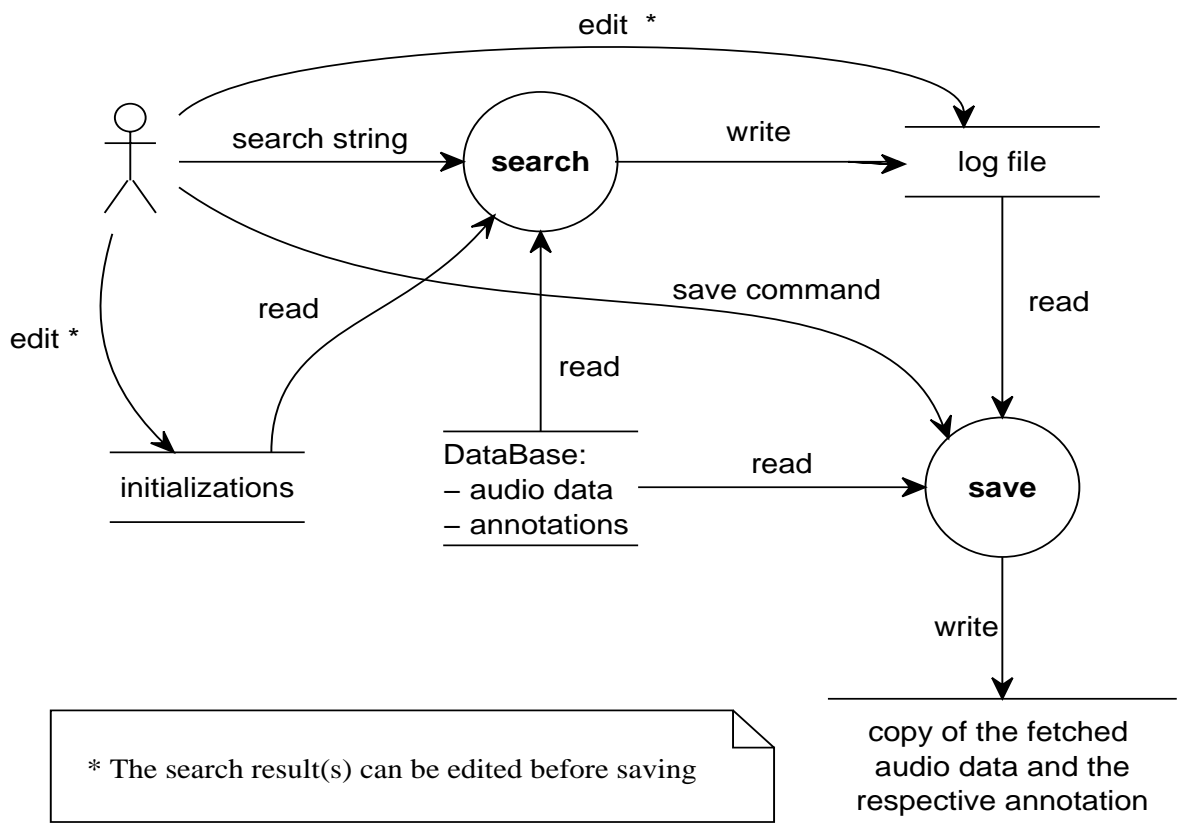 edit *
search string
search
write
log file
read
save command
read
edit *
read
initializations
DataBase:
– audio data
– annotations
read
save
write
copy of the fetched
audio data and the
respective annotation
* The search result(s) can be edited before saving